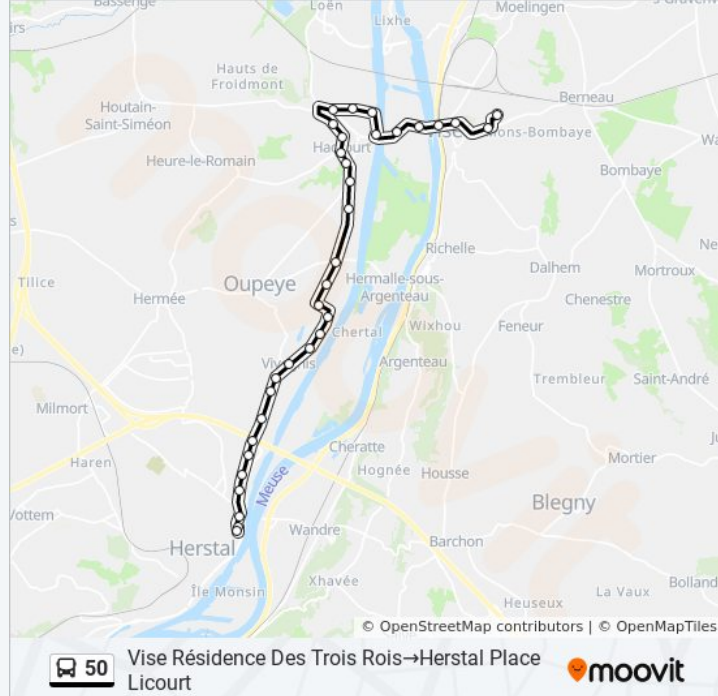 Bassenge
Loën
Lixhe
Moelingen
Hauts de
Froidmont
Berneau
Houtain-
Saint-Siméon
Haccourt
Heure-le-Romain
Bombaye
Richelle
Tilice
Oupeye
Hermalle-sous-
Argenteau
Dalhem
Mortroux
Hermée
Chenestre
Chertal
Wixhou
Feneur
Argenteau
Trembleur
Saint-André
Milmort
Cheratte
Mortier
Haren
Hognée
Housse
Meuse
Blegny
Vottem
Wandre
Barchon
Herstal
Xhavée
Île Monsin
La Vaux
Bolland
Heuseux
© OpenStreetMap contributors | © OpenMapTiles
50
Vise Résidence Des Trois Rois→Herstal Place
Licourt
moovit